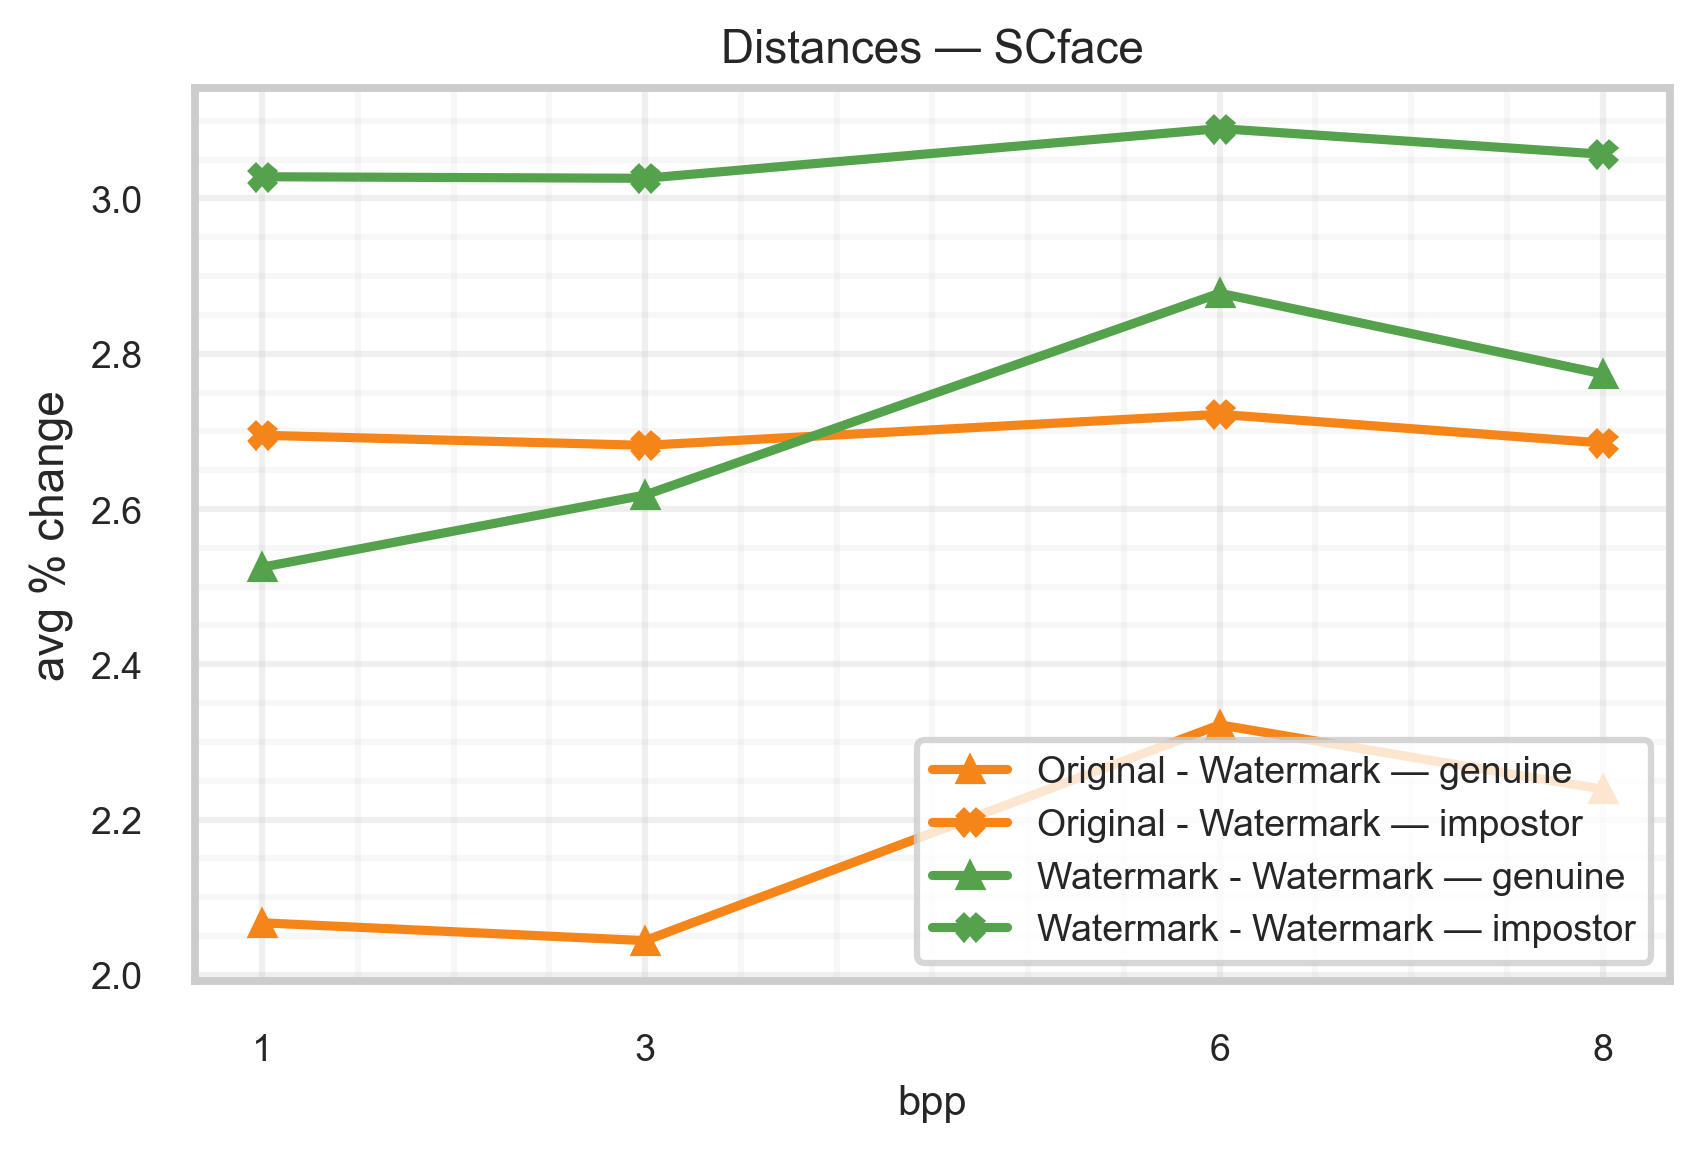 Distances — SCface
avg % change
3.0
2.8
2.6
2.4
2.2
2.0
Original - Watermark — genuine
Original - Watermark — impostor
Watermark - Watermark — genuine
Watermark - Watermark — impostor
1 3 6 8
bpp